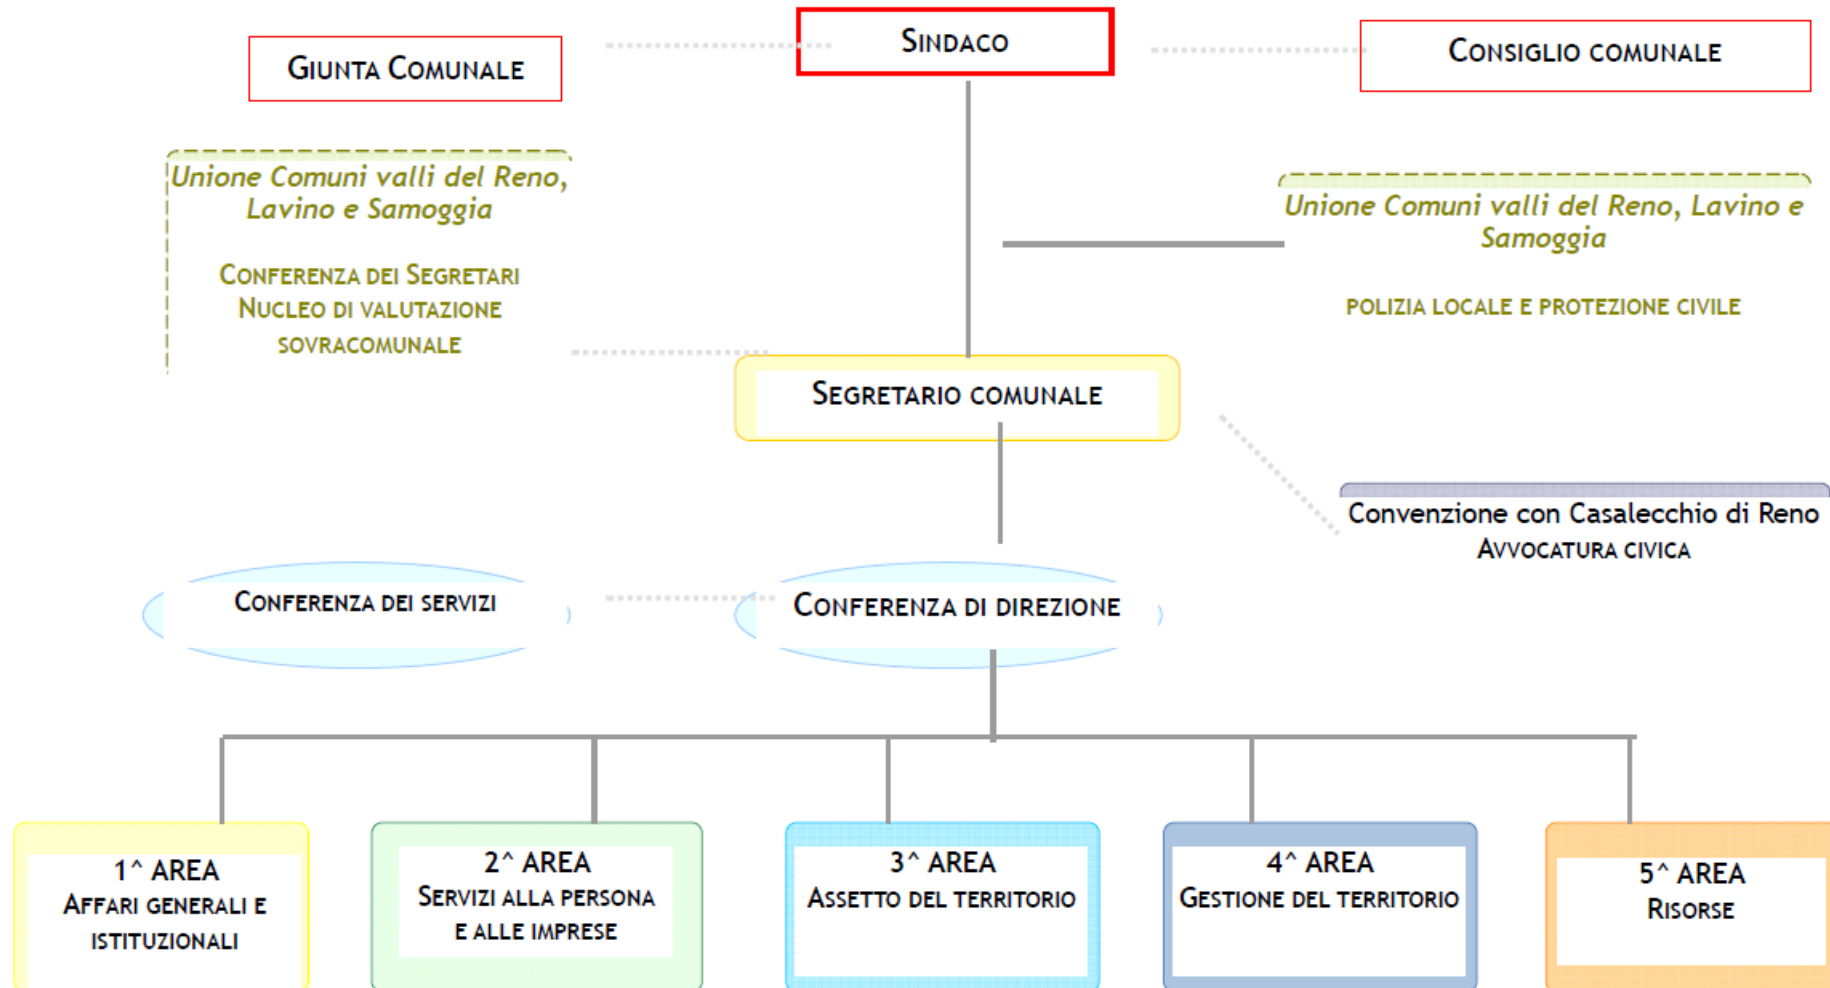 SINDACO
GIUNTA COMUNALE
CONSIGLIO COMUNALE
Unione Comuni valli del Reno,
Lavino e Samoggia
CONFERENZA DEI SEGRETARI
NUCLEO DI VALUTAZIONE
SOVRACOMUNALE
Unione Comuni valli del Reno, Lavino e
Samoggia
POLIZIA LOCALE E PROTEZIONE CIVILE
SEGRETARIO COMUNALE
Convenzione con Casalecchio di Reno
AVVOCATURA CIVICA
CONFERENZA DEI SERVIZI
CONFERENZA DI DIREZIONE
1^ AREA
AFFARI GENERALI E
ISTITUZIONALI
2^ AREA
SERVIZI ALLA PERSONA
E ALLE IMPRESE
3^ AREA
ASSETTO DEL TERRITORIO
4^ AREA
GESTIONE DEL TERRITORIO
5^ AREA
RISORSE